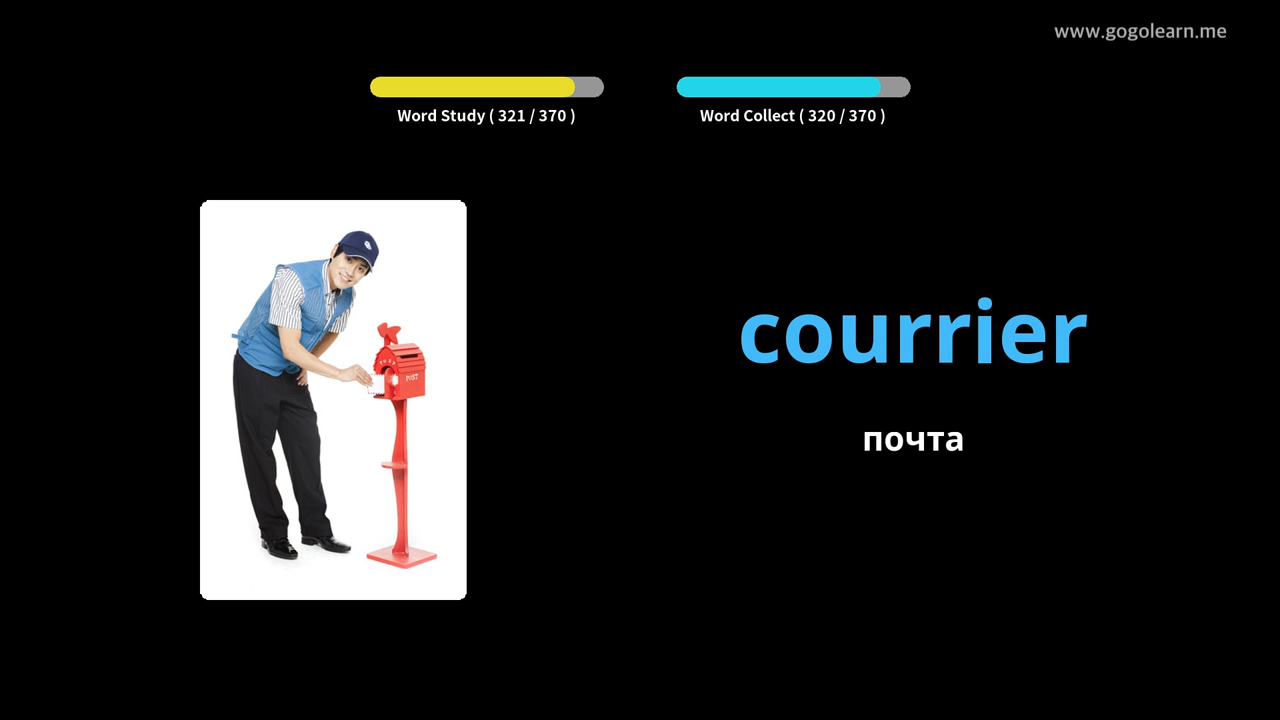 www.gogolearn.me
Word Study ( 321 / 370 )
Word Collect ( 320 / 370 )
POST
courrier
почта